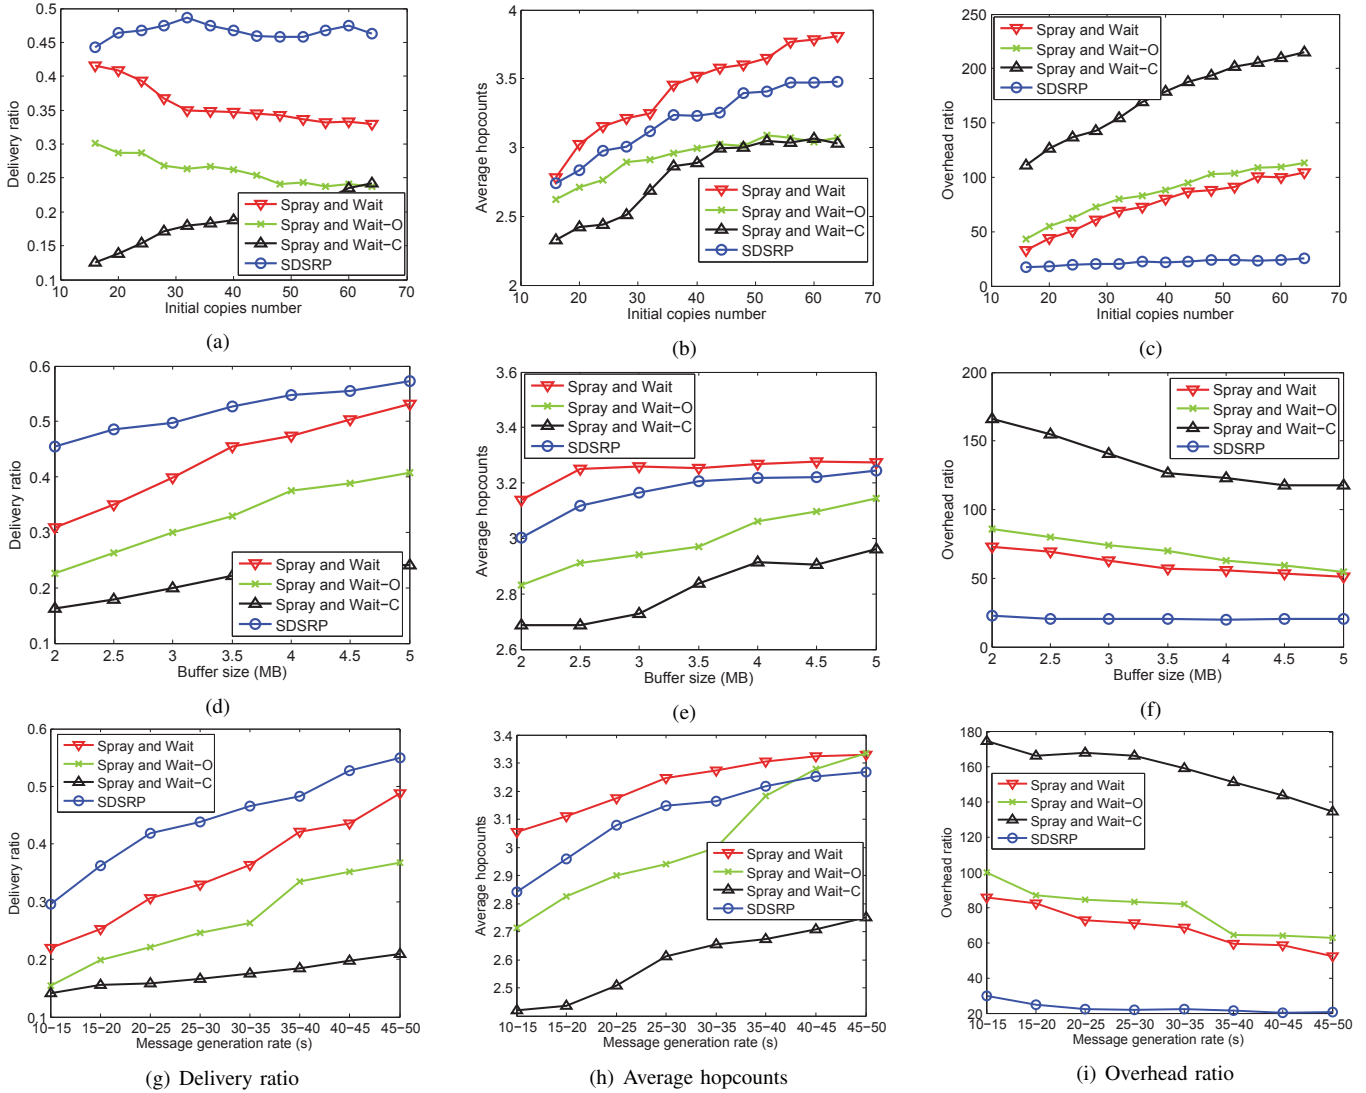 0.5
0.45
0.4
0.35
0.3
0.25
0.2
0.15
0.1
Delivery ratio
Spray and Wait
Spray and Wait−O
Spray and Wait−C
SDSRP
10 20 30 40 50 60 70
Initial copies number
(a)
4
3.5
3
2.5
2
Average hopcounts
Spray and Wait
Spray and Wait−O
Spray and Wait−C
SDSRP
10 20 30 40 50 60 70
Initial copies number
(b)
250
200
150
100
50
0
Overhead ratio
Spray and Wait
Spray and Wait−O
Spray and Wait−C
SDSRP
10 20 30 40 50 60 70
Initial copies number
(c)
0.6
0.5
0.4
0.3
0.2
0.1
Delivery ratio
Spray and Wait
Spray and Wait−O
Spray and Wait−C
SDSRP
2 2.5 3 3.5 4 4.5 5
Buffer size (MB)
(d)
3.6
3.4
3.2
3.0
2.8
2.6
Average hopcounts
Spray and Wait
Spray and Wait−O
Spray and Wait−C
SDSRP
2 2.5 3 3.5 4 4.5 5
Buffer size (MB)
(e)
200
150
100
50
0
Overhead ratio
Spray and Wait
Spray and Wait−O
Spray and Wait−C
SDSRP
2 2.5 3 3.5 4 4.5 5
Buffer size (MB)
(f)
0.6
0.5
0.4
0.3
0.2
0.1
Delivery ratio
Spray and Wait
Spray and Wait−O
Spray and Wait−C
SDSRP
10−15 15−20 20−25 25−30 30−35 35−40 40−45 45−50
Message generation rate (s)
(g) Delivery ratio
3.4
3.3
3.2
3.1
3
2.9
2.8
2.7
2.6
2.5
Average hopcounts
Spray and Wait
Spray and Wait−O
Spray and Wait−C
SDSRP
10−15 15−20 20−25 25−30 30−35 35−40 40−45 45−50
Message generation rate (s)
(h) Average hopcounts
180
160
140
120
100
80
60
40
20
Overhead ratio
Spray and Wait
Spray and Wait−O
Spray and Wait−C
SDSRP
10−15 15−20 20−25 25−30 30−35 35−40 40−45 45−50
Message generation rate (s)
(i) Overhead ratio